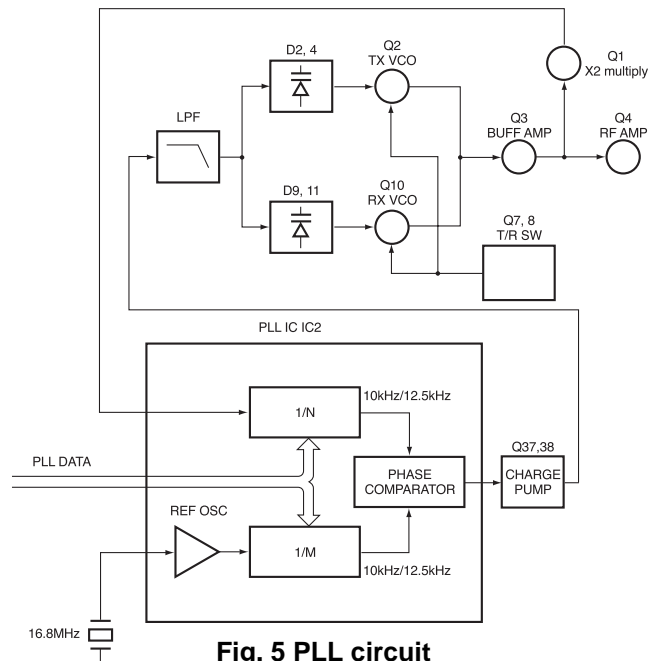 D2, 4
Q2
TX VCO
Q1
X2 multiply
LPF
Q3
BUFF AMP
Q4
RF AMP
D9, 11
Q10
RX VCO
Q7, 8
T/R SW
PLL IC IC2
1/N
10kHz/12.5kHz
PLL DATA
PHASE
COMPARATOR
Q37,38
CHARGE
PUMP
REF OSC
1/M
10kHz/12.5kHz
16.8MHz
Fig. 5 PLL circuit